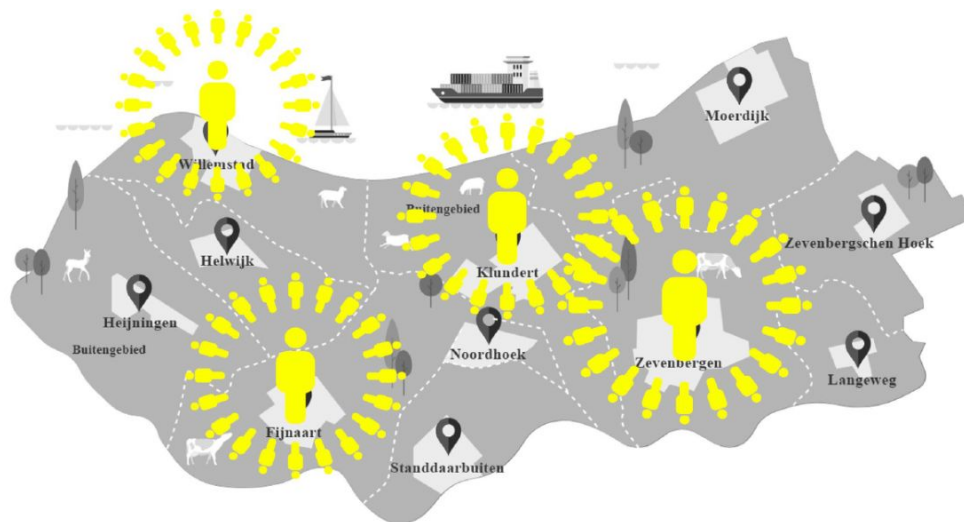 Moerdijk
Willemstad
Buitengebied
Zevenbergschen Hoek
Helwijk
Klundert
Heijningen
Buitengebied
Noordhoek
Zevenbergen
Langeweg
Fijnaart
Standdaarbuiten